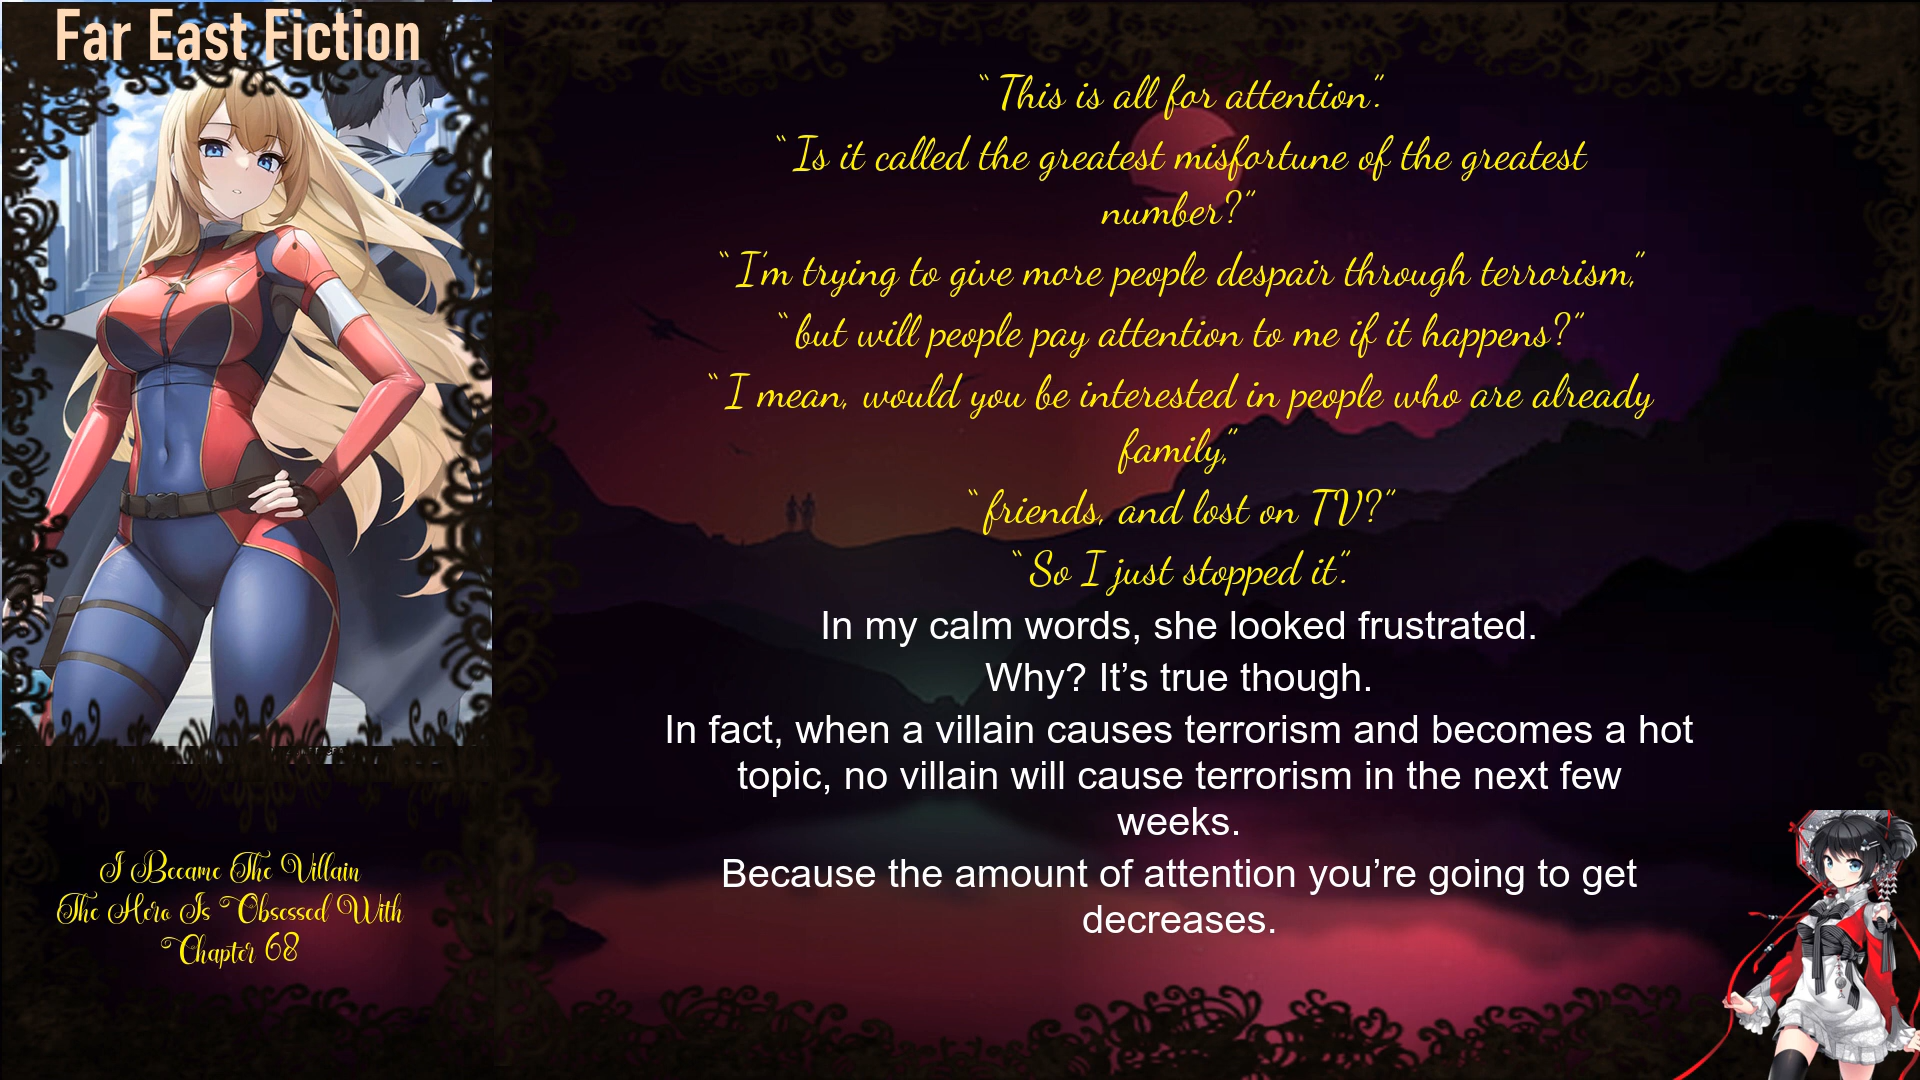 Far East Fiction
“This is all for attention”.
“Is it called the greatest misfortune of the greatest
number?”
“I’m trying to give more people despair through terrorism,”
“but will people pay attention to me if it happens?”
“I mean, would you be interested in people who are already
family,”
“friends, and lost on TV?”
“So I just stopped it”.
In my calm words, she looked frustrated.
Why? It’s true though.
In fact, when a villain causes terrorism and becomes a hot
topic, no villain will cause terrorism in the next few
weeks.
Because the amount of attention you’re going to get
decreases.
I Became The Villain
The Hero Is Obsessed With
Chapter 68